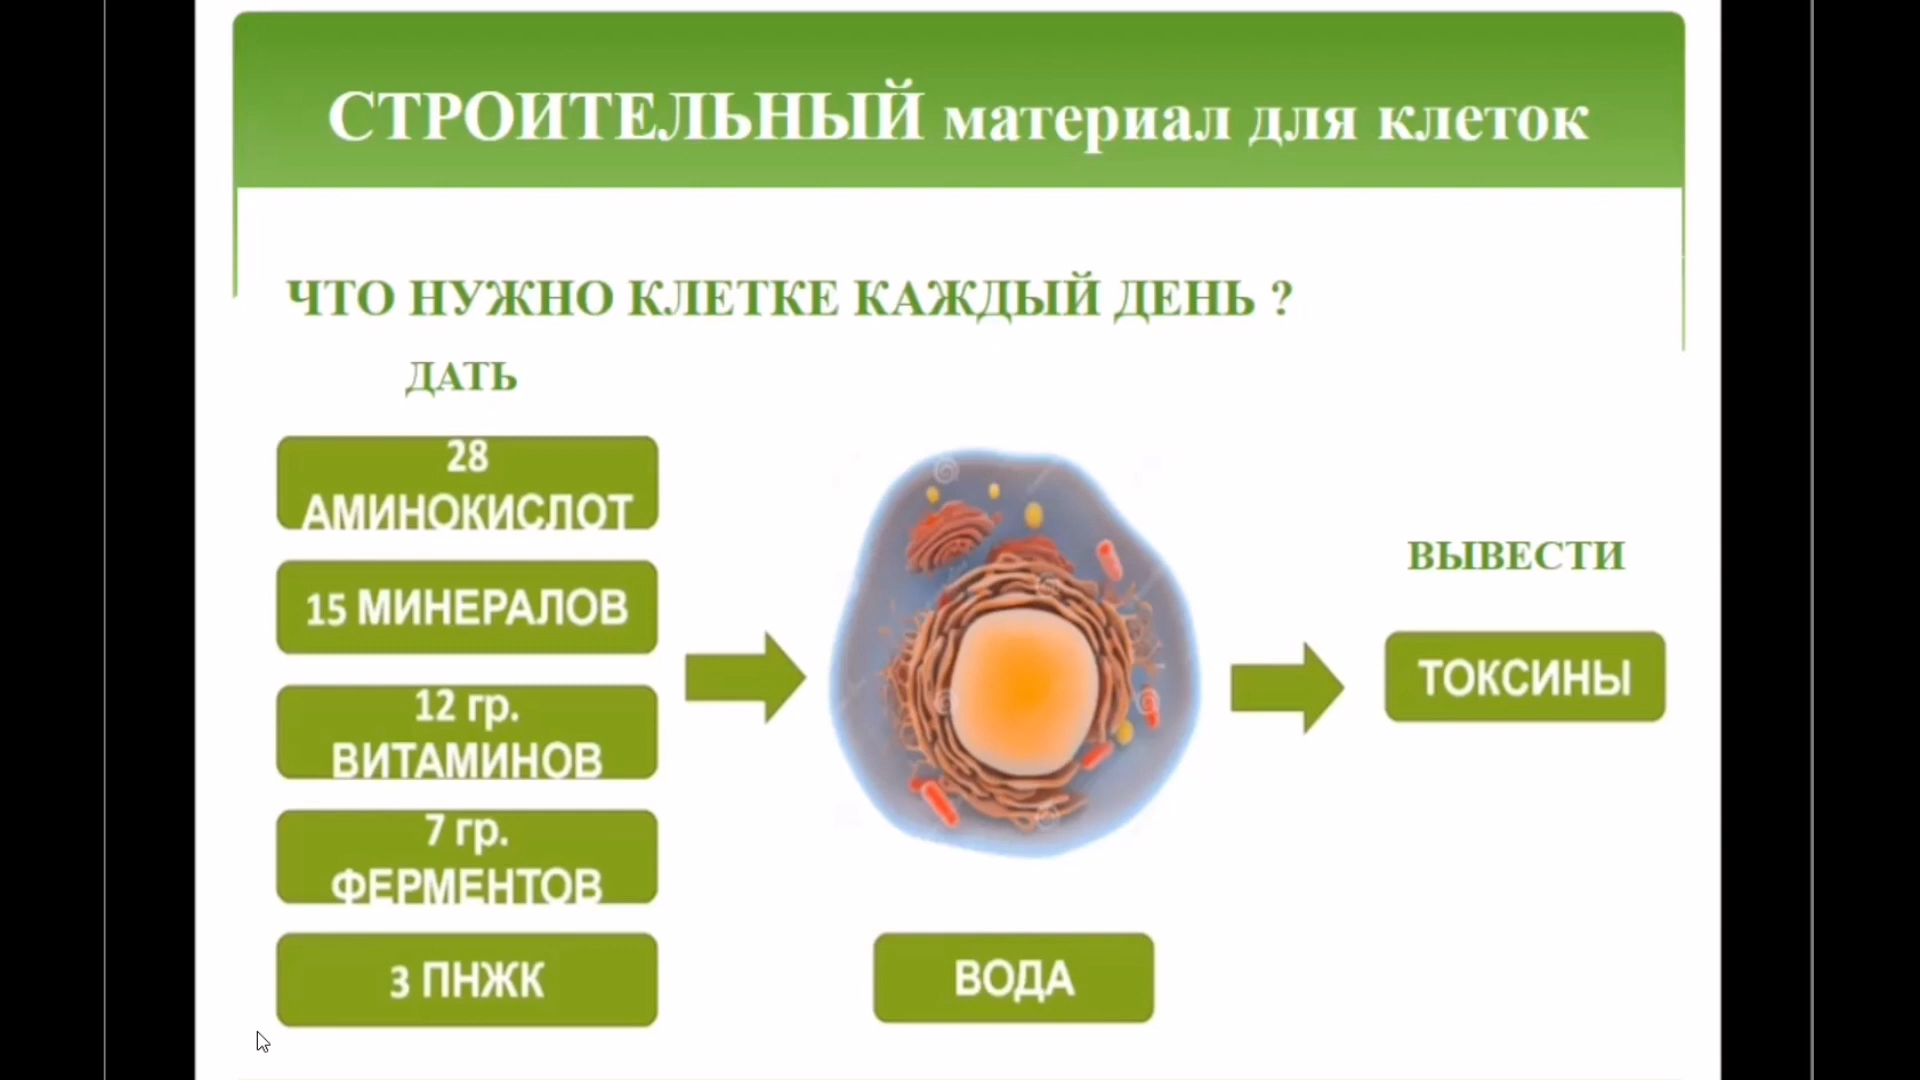 СТРОИТЕЛЬНЫЙ материал для клеток
ЧТО НУЖНО КЛЕТКЕ КАЖДЫЙ ДЕНЬ ?
ДАТЬ
28
АМИНОКИСЛОТ
15 МИНЕРАЛОВ
12 гр.
ВИТАМИНОВ
7 гр.
ФЕРМЕНТОВ
3 ПНЖК
ВОДА
ВЫВЕСТИ
ТОКСИНЫ